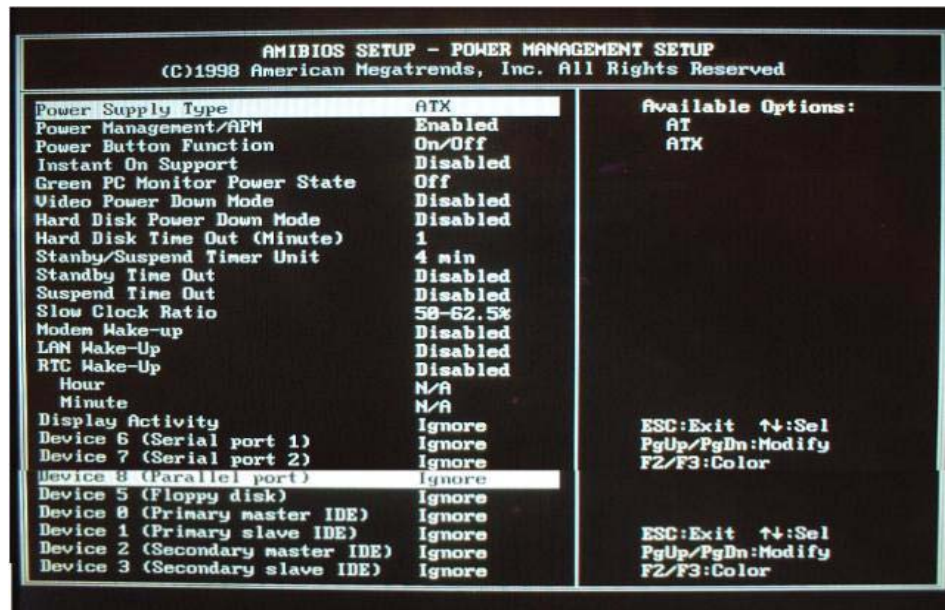 AMIBIOS SETUP - POWER MANAGEMENT SETUP
(C)1998 American Megatrends, Inc. All Rights Reserved
Power Supply Type ATX
Power Management/APM Enabled
Power Button Function On/Off
Instant On Support Disabled
Green PC Monitor Power State Off
Video Power Down Mode Disabled
Hard Disk Power Down Mode Disabled
Hard Disk Time Out (Minute) 1
Stanby/Suspend Timer Unit 4 min
Standby Time Out Disabled
Suspend Time Out Disabled
Slow Clock Ratio 50-62.5%
Modem Wake-up Disabled
LAN Wake-Up Disabled
RTC Wake-Up Disabled
Hour N/A
Minute N/A
Display Activity Ignore
Device 6 (Serial port 1) Ignore
Device 7 (Serial port 2) Ignore
Device 8 (Parallel port) Ignore
Device 5 (Floppy disk) Ignore
Device 0 (Primary master IDE) Ignore
Device 1 (Primary slave IDE) Ignore
Device 2 (Secondary master IDE) Ignore
Device 3 (Secondary slave IDE) Ignore
Available Options:
AT
ATX
ESC:Exit ↑↓:Sel
PgUp/PgDn:Modify
F2/F3:Color
ESC:Exit ↑↓:Sel
PgUp/PgDn:Modify
F2/F3:Color